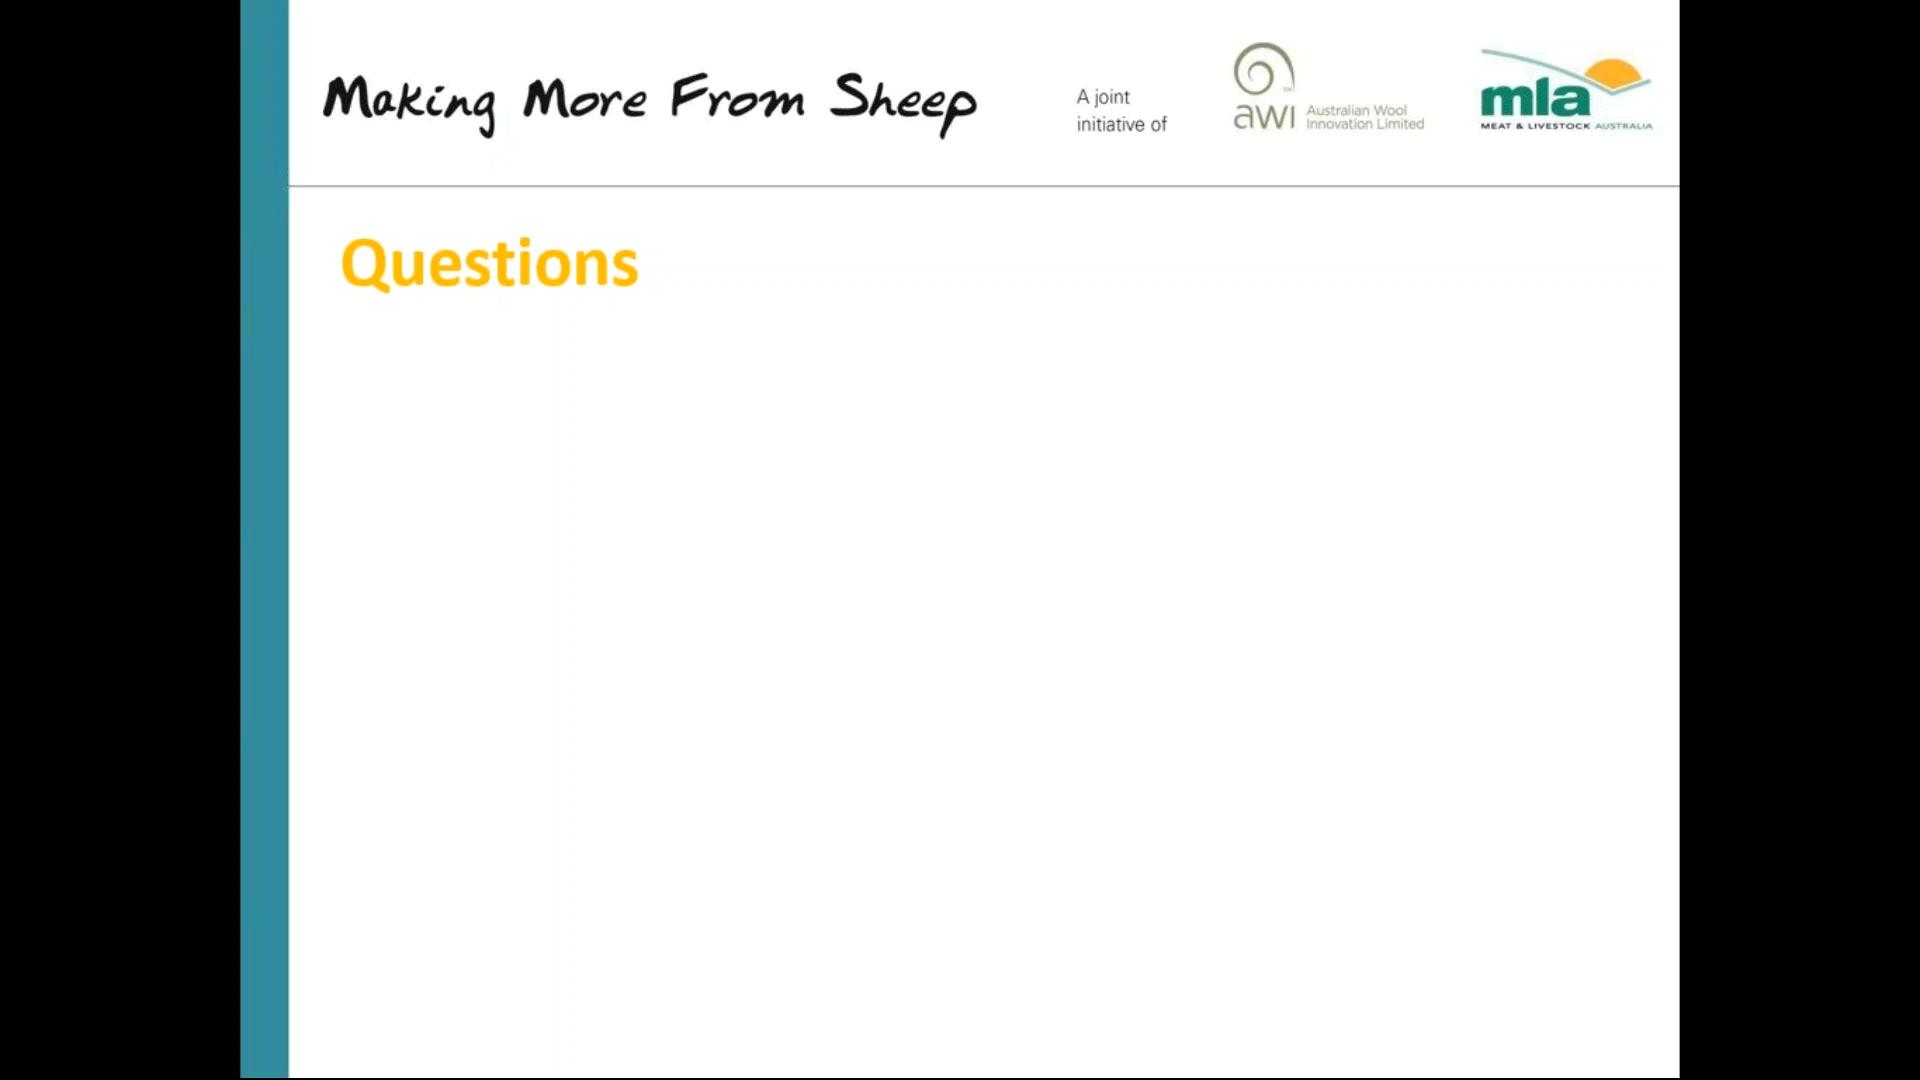 Making More From Sheep
A joint
initiative of
awi
Australian Wool
Innovation Limited
mla
MEAT & LIVESTOCK AUSTRALIA
Questions